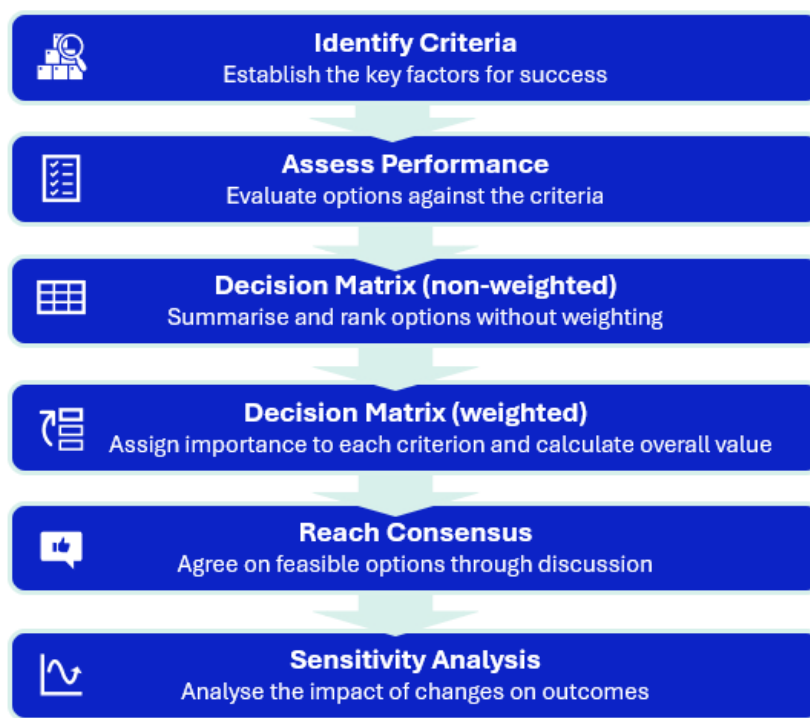 Identify Criteria
Establish the key factors for success
Assess Performance
Evaluate options against the criteria
Decision Matrix (non-weighted)
Summarise and rank options without weighting
Decision Matrix (weighted)
Assign importance to each criterion and calculate overall value
Reach Consensus
Agree on feasible options through discussion
Sensitivity Analysis
Analyse the impact of changes on outcomes